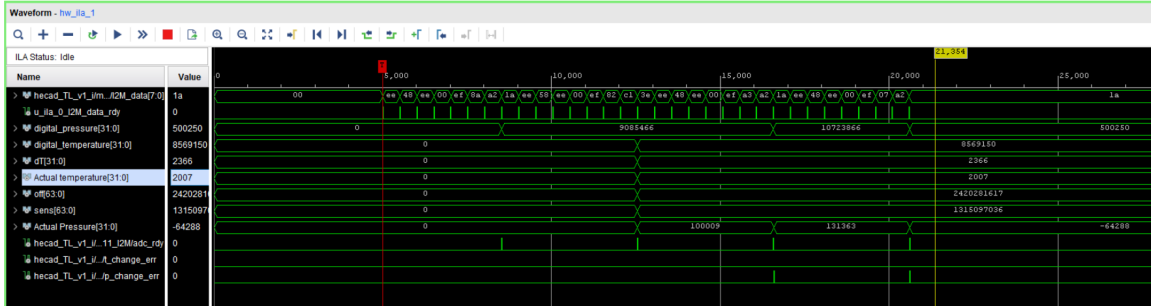 Waveform - hw_ila_1
ILA Status: Idle
21,354
Name Value 0 5,000 10,000 15,000 20,000 25,000
hecad_TL_v1_i/m.../I2M_data[7:0] 1a 00 ee 48 ee 00 ef 8a a2 1a ee 58 ee 00 ef 82 c1 3e ee 48 ee 00 ef a3 a2 1a ee 48 ee 00 ef 07 a2 1a
u_ila_0_I2M_data_rdy 0
digital_pressure[31:0] 500250 0 9085466 10723866 500250
digital_temperature[31:0] 8569150 0 8569150
dT[31:0] 2366 0 2366
Actual temperature[31:0] 2007 0 2007
off[63:0] 2420281 0 2420281617
sens[63:0] 1315097 0 1315097036
Actual Pressure[31:0] -64288 0 100009 131363 -64288
hecad_TL_v1_i/...11_I2M/adc_rdy 0
hecad_TL_v1_i/.../t_change_err 0
hecad_TL_v1_i/.../p_change_err 0